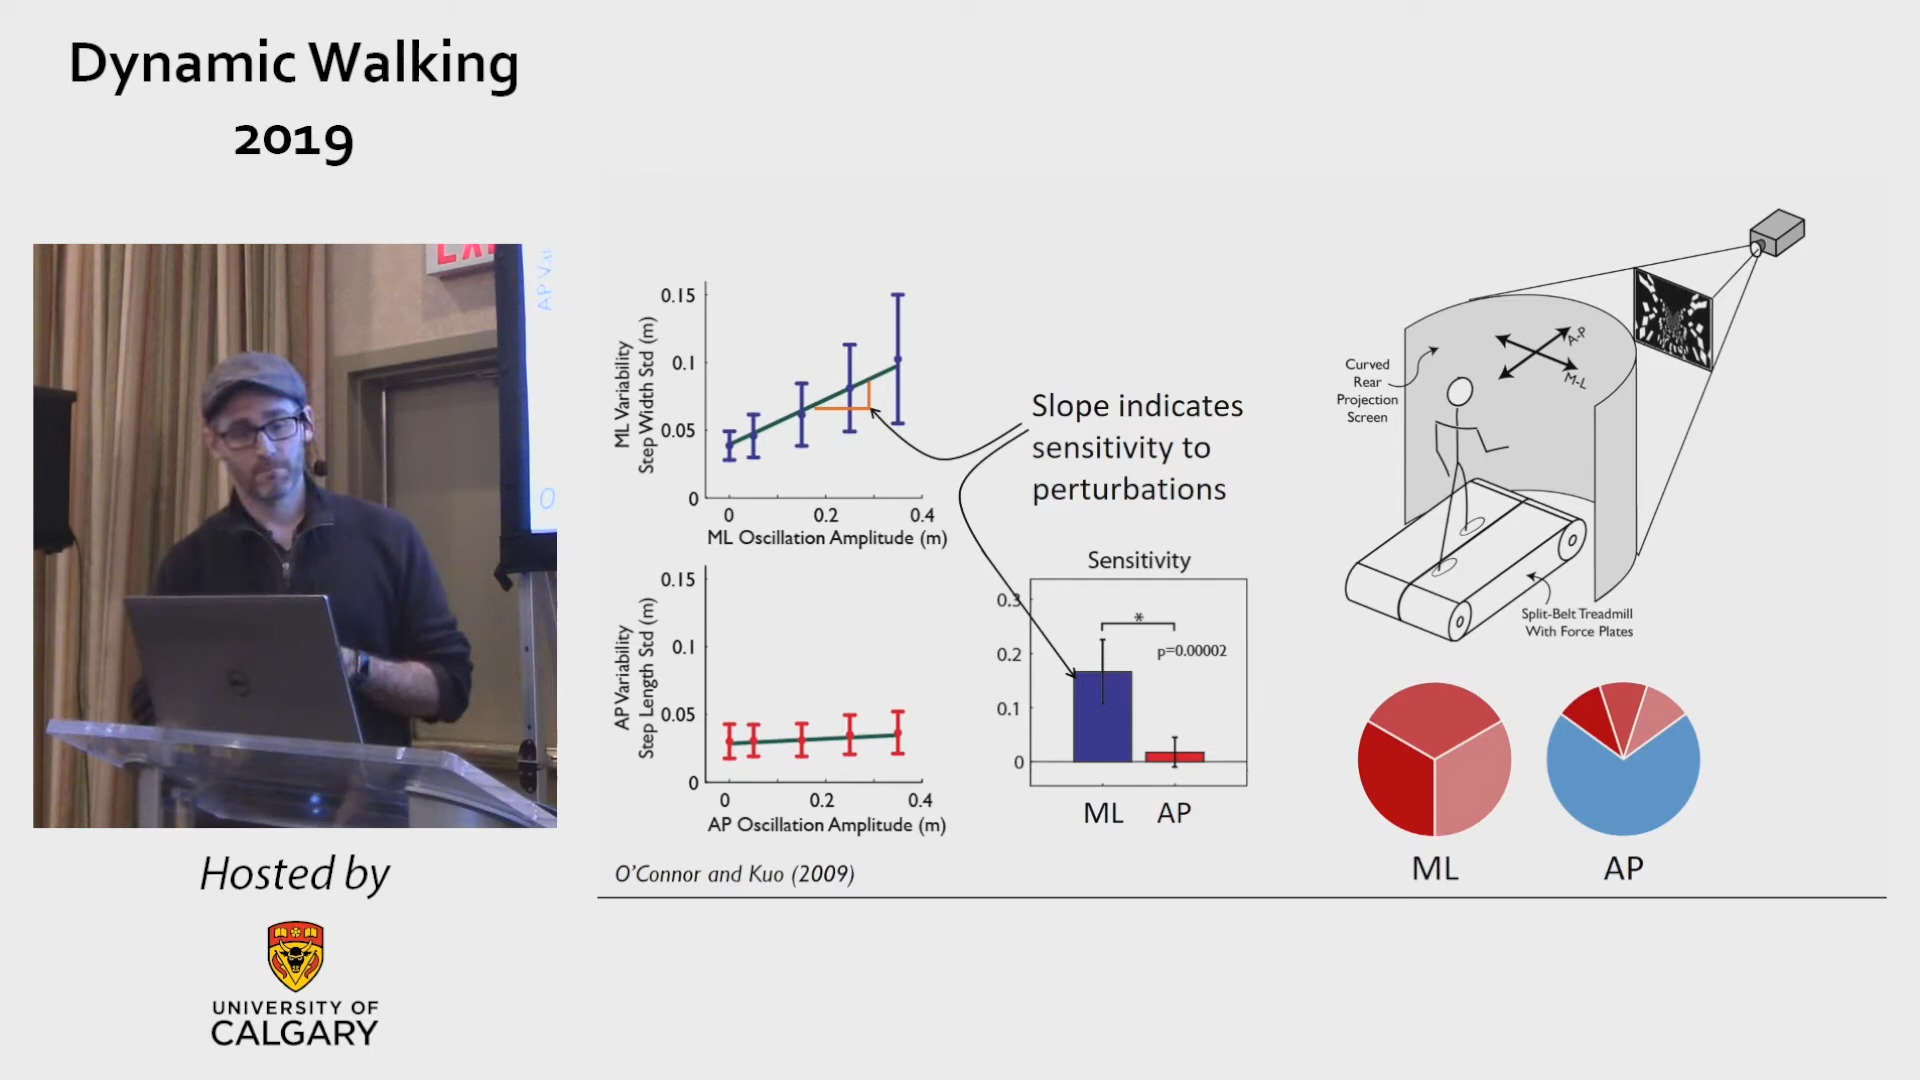 Dynamic Walking
2019
EXI
AP Va
O
Hosted by
UNIVERSITY OF
CALGARY
0.15
0.1
0.05
0
ML Variability
Step Width Std (m)
0
0.2
0.4
ML Oscillation Amplitude (m)
0.15
0.1
0.05
0
AP Variability
Step Length Std (m)
0
0.2
0.4
AP Oscillation Amplitude (m)
Slope indicates
sensitivity to
perturbations
Sensitivity
0.3
0.2
0.1
0
*
p=0.00002
ML
AP
O'Connor and Kuo (2009)
A-P
M-L
Curved
Rear
Projection
Screen
Split-Belt Treadmill
With Force Plates
ML
AP